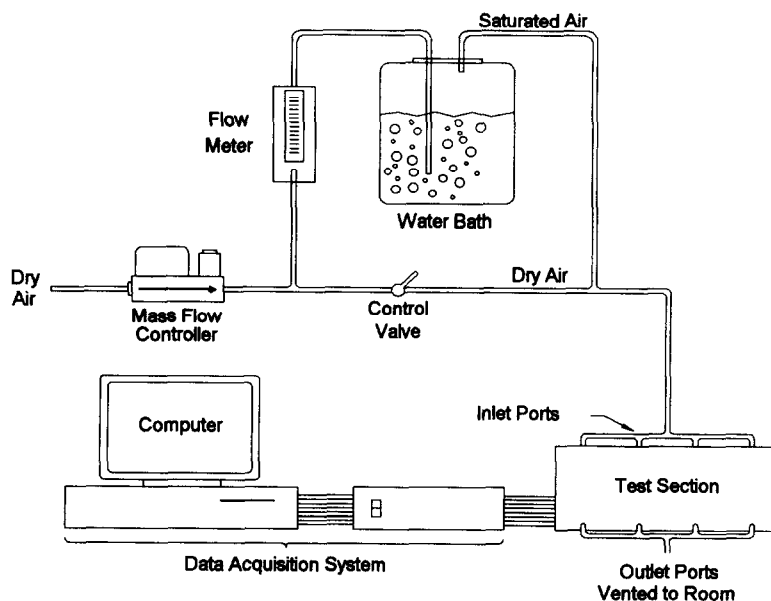 Saturated Air
Flow
Meter
Water Bath
Dry
Air
Dry Air
Mass Flow
Controller
Control
Valve
Computer
Inlet Ports
Test Section
Data Acquisition System
Outlet Ports
Vented to Room